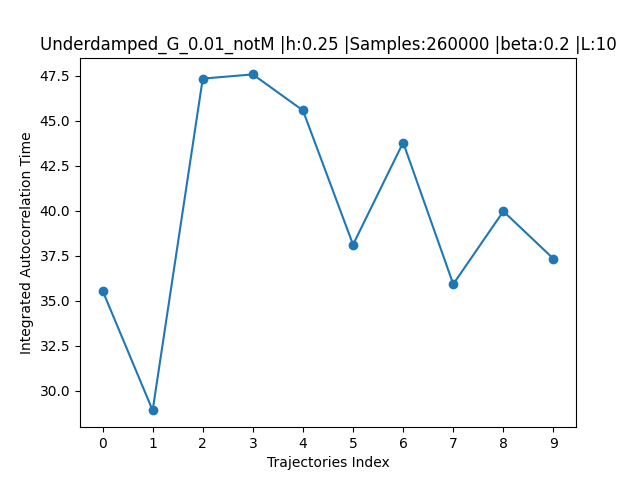 Underdamped_G_0.01_notM |h:0.25 |Samples:260000 |beta:0.2 |L:10
47.5
45.0
42.5
40.0
37.5
35.0
32.5
30.0
Integrated Autocorrelation Time
0 1 2 3 4 5 6 7 8 9
Trajectories Index